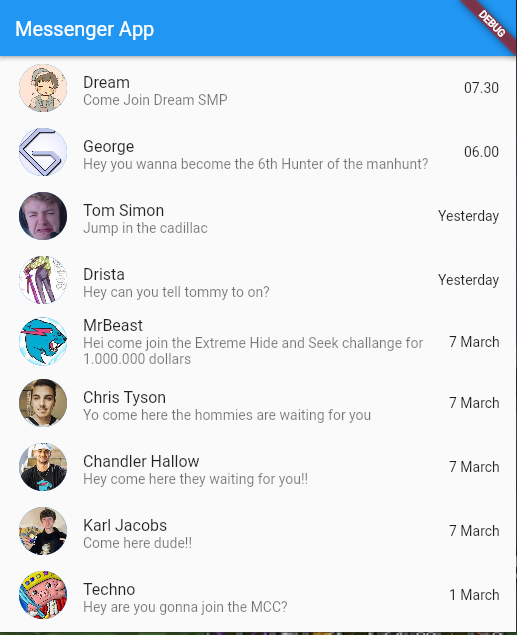 Messenger App
DEBUG
Dream
07.30
Come Join Dream SMP
George
06.00
Hey you wanna become the 6th Hunter of the manhunt?
Tom Simon
Yesterday
Jump in the cadillac
Drista
Yesterday
Hey can you tell tommy to on?
MrBeast
7 March
Hei come join the Extreme Hide and Seek challange for
1.000.000 dollars
Chris Tyson
7 March
Yo come here the hommies are waiting for you
Chandler Hallow
7 March
Hey come here they waiting for you!!
Karl Jacobs
7 March
Come here dude!!
Techno
1 March
Hey are you gonna join the MCC?